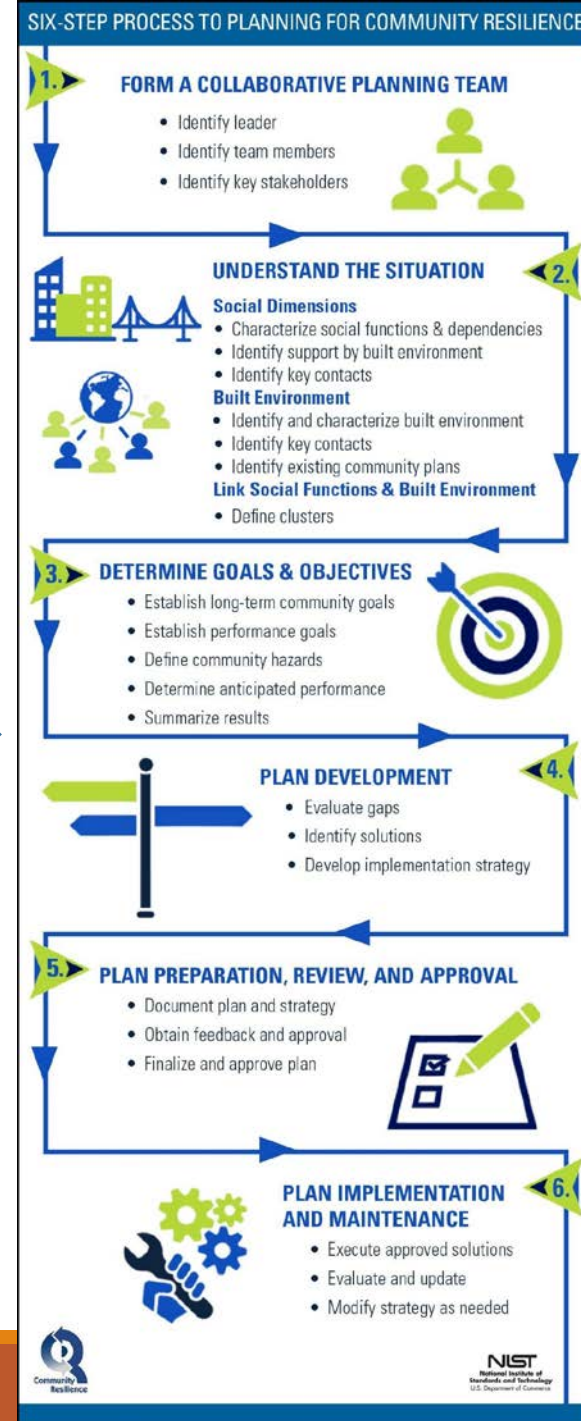 SIX-STEP PROCESS TO PLANNING FOR COMMUNITY RESILIENCE
1.
FORM A COLLABORATIVE PLANNING TEAM
• Identify leader
• Identify team members
• Identify key stakeholders
2.
UNDERSTAND THE SITUATION
Social Dimensions
• Characterize social functions & dependencies
• Identify support by built environment
• Identify key contacts
Built Environment
• Identify and characterize built environment
• Identify key contacts
• Identify existing community plans
Link Social Functions & Built Environment
• Define clusters
3.
DETERMINE GOALS & OBJECTIVES
• Establish long-term community goals
• Establish performance goals
• Define community hazards
• Determine anticipated performance
• Summarize results
4.
PLAN DEVELOPMENT
• Evaluate gaps
• Identify solutions
• Develop implementation strategy
5.
PLAN PREPARATION, REVIEW, AND APPROVAL
• Document plan and strategy
• Obtain feedback and approval
• Finalize and approve plan
6.
PLAN IMPLEMENTATION
AND MAINTENANCE
• Execute approved solutions
• Evaluate and update
• Modify strategy as needed
Community
Resilience
NIST
National Institute of
Standards and Technology
U.S. Department of Commerce